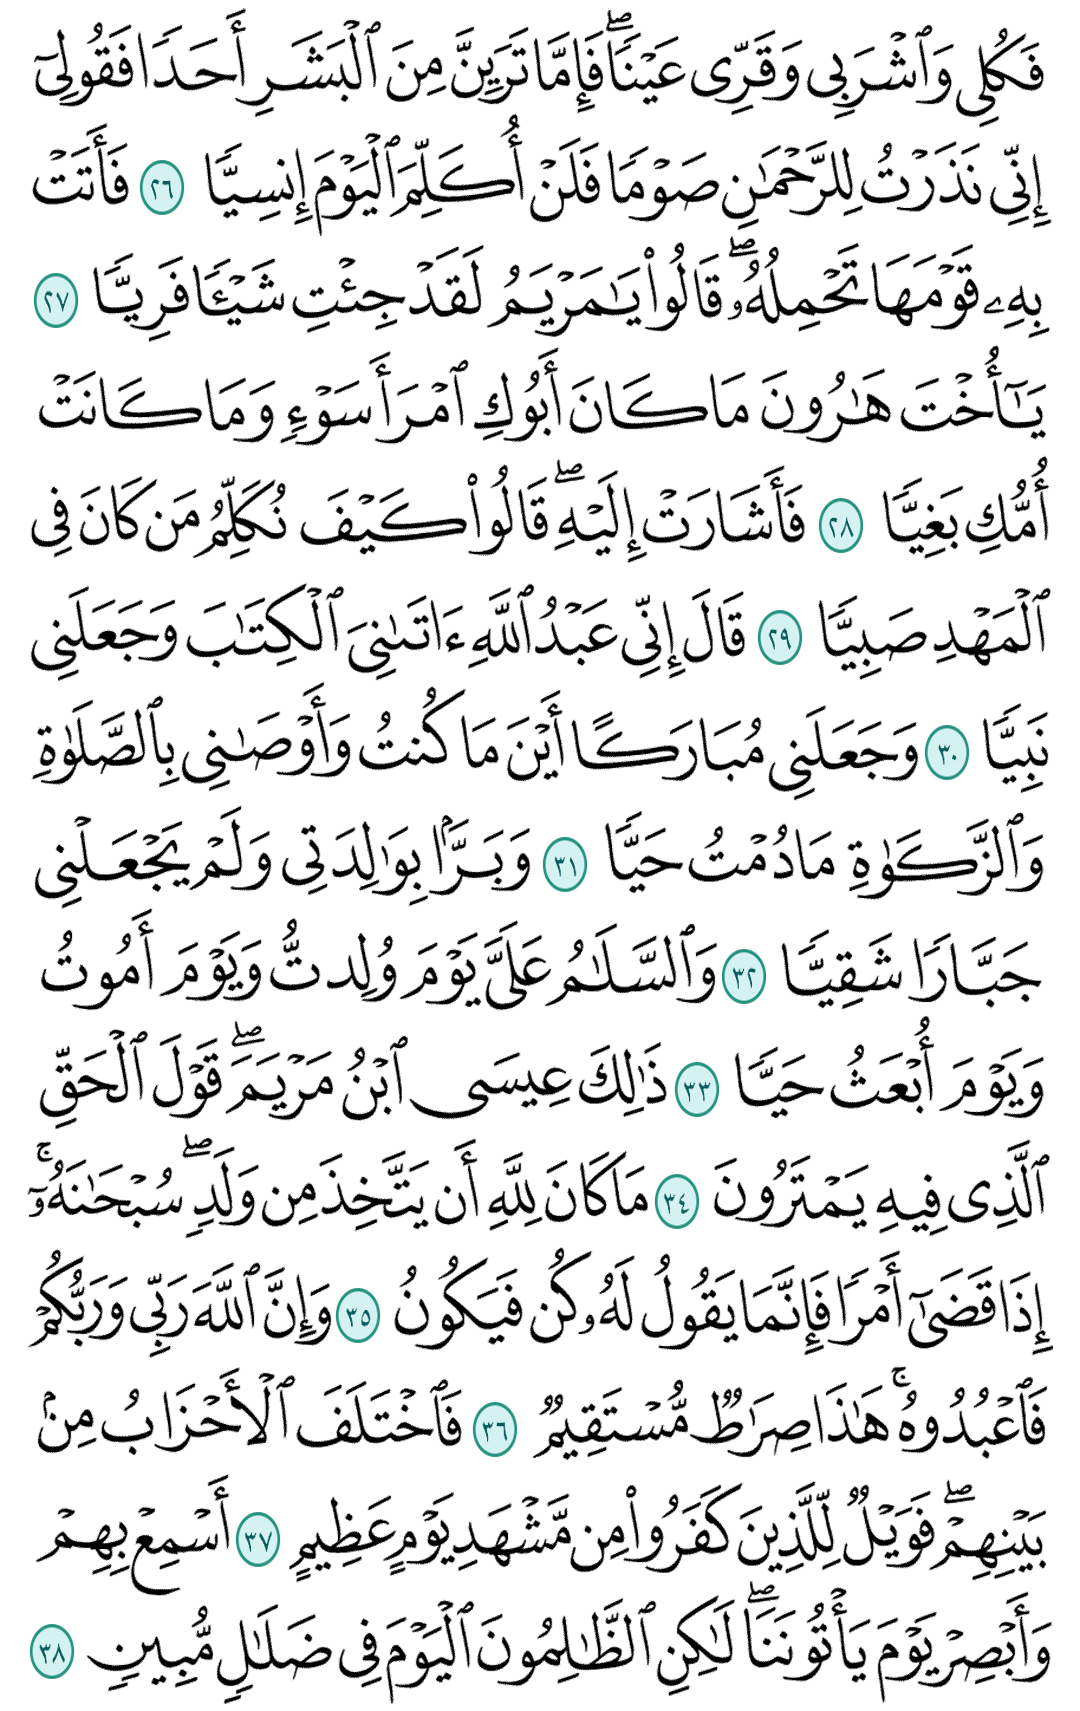 فَكُلِي وَٱشۡرَبِي وَقَرِّي عَيۡنٗاۖ فَإِمَّا تَرَيِنَّ مِنَ ٱلۡبَشَرِ أَحَدٗا فَقُولِيٓ
إِنِّي نَذَرۡتُ لِلرَّحۡمَٰنِ صَوۡمٗا فَلَنۡ أُكَلِّمَ ٱلۡيَوۡمَ إِنسِيّٗا ٢٦ فَأَتَتۡ
بِهِۦ قَوۡمَهَا تَحۡمِلُهُۥۖ قَالُواْ يَٰمَرۡيَمُ لَقَدۡ جِئۡتِ شَيۡـٔٗا فَرِيّٗا ٢٧
يَٰٓأُخۡتَ هَٰرُونَ مَا كَانَ أَبُوكِ ٱمۡرَأَ سَوۡءٖ وَمَا كَانَتۡ
أُمُّكِ بَغِيّٗا ٢٨ فَأَشَارَتۡ إِلَيۡهِۖ قَالُواْ كَيۡفَ نُكَلِّمُ مَن كَانَ فِي
ٱلۡمَهۡدِ صَبِيّٗا ٢٩ قَالَ إِنِّي عَبۡدُ ٱللَّهِ ءَاتَىٰنِيَ ٱلۡكِتَٰبَ وَجَعَلَنِي
نَبِيّٗا ٣٠ وَجَعَلَنِي مُبَارَكًا أَيۡنَ مَا كُنتُ وَأَوۡصَٰنِي بِٱلصَّلَوٰةِ
وَٱلزَّكَوٰةِ مَا دُمۡتُ حَيّٗا ٣١ وَبَرَّۢا بِوَٰلِدَتِي وَلَمۡ يَجۡعَلۡنِي
جَبَّارٗا شَقِيّٗا ٣٢ وَٱلسَّلَٰمُ عَلَيَّ يَوۡمَ وُلِدتُّ وَيَوۡمَ أَمُوتُ
وَيَوۡمَ أُبۡعَثُ حَيّٗا ٣٣ ذَٰلِكَ عِيسَى ٱبۡنُ مَرۡيَمَۖ قَوۡلَ ٱلۡحَقِّ
ٱلَّذِي فِيهِ يَمۡتَرُونَ ٣٤ مَا كَانَ لِلَّهِ أَن يَتَّخِذَ مِن وَلَدٖۖ سُبۡحَٰنَهُۥٓۚ
إِذَا قَضَىٰٓ أَمۡرٗا فَإِنَّمَا يَقُولُ لَهُۥ كُن فَيَكُونُ ٣٥ وَإِنَّ ٱللَّهَ رَبِّي وَرَبُّكُمۡ
فَٱعۡبُدُوهُۚ هَٰذَا صِرَٰطٞ مُّسۡتَقِيمٞ ٣٦ فَٱخۡتَلَفَ ٱلۡأَحۡزَابُ مِنۢ
بَيۡنِهِمۡۖ فَوَيۡلٞ لِّلَّذِينَ كَفَرُواْ مِن مَّشۡهَدِ يَوۡمٍ عَظِيمٍ ٣٧ أَسۡمِعۡ بِهِمۡ
وَأَبۡصِرۡ يَوۡمَ يَأۡتُونَنَاۖ لَٰكِنِ ٱلظَّٰلِمُونَ ٱلۡيَوۡمَ فِي ضَلَٰلٖ مُّبِينٖ ٣٨